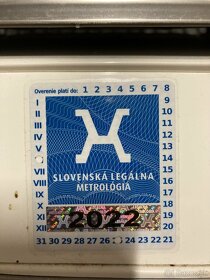 Overenie platí do: 1 2 3 4 5 6 7 8
I 9
II 10
III 11
IV 12
V 13
VI 14
VII 15
VIII 16
IX SLOVENSKÁ LEGÁLNA 17
X METROLÓGIA 18
XI 19
XII 2022 20
31 30 29 28 27 26 24 23 22 21